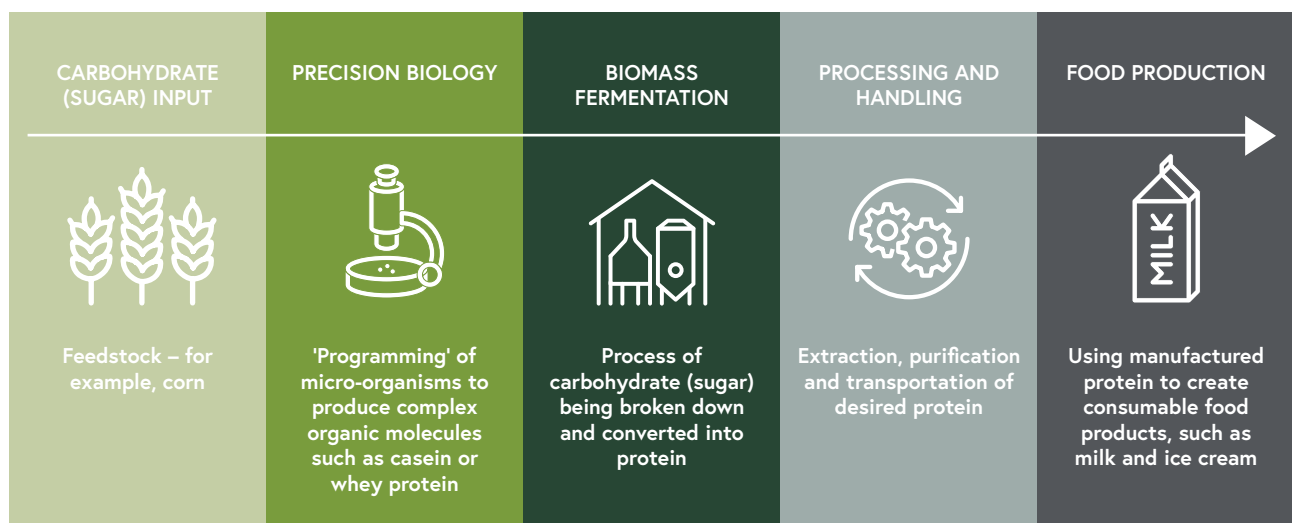 CARBOHYDRATE
(SUGAR) INPUT
Feedstock – for
example, corn
PRECISION BIOLOGY
'Programming' of
micro-organisms to
produce complex
organic molecules
such as casein or
whey protein
BIOMASS
FERMENTATION
Process of
carbohydrate (sugar)
being broken down
and converted into
protein
PROCESSING AND
HANDLING
Extraction, purification
and transportation of
desired protein
FOOD PRODUCTION
MILK
Using manufactured
protein to create
consumable food
products, such as
milk and ice cream